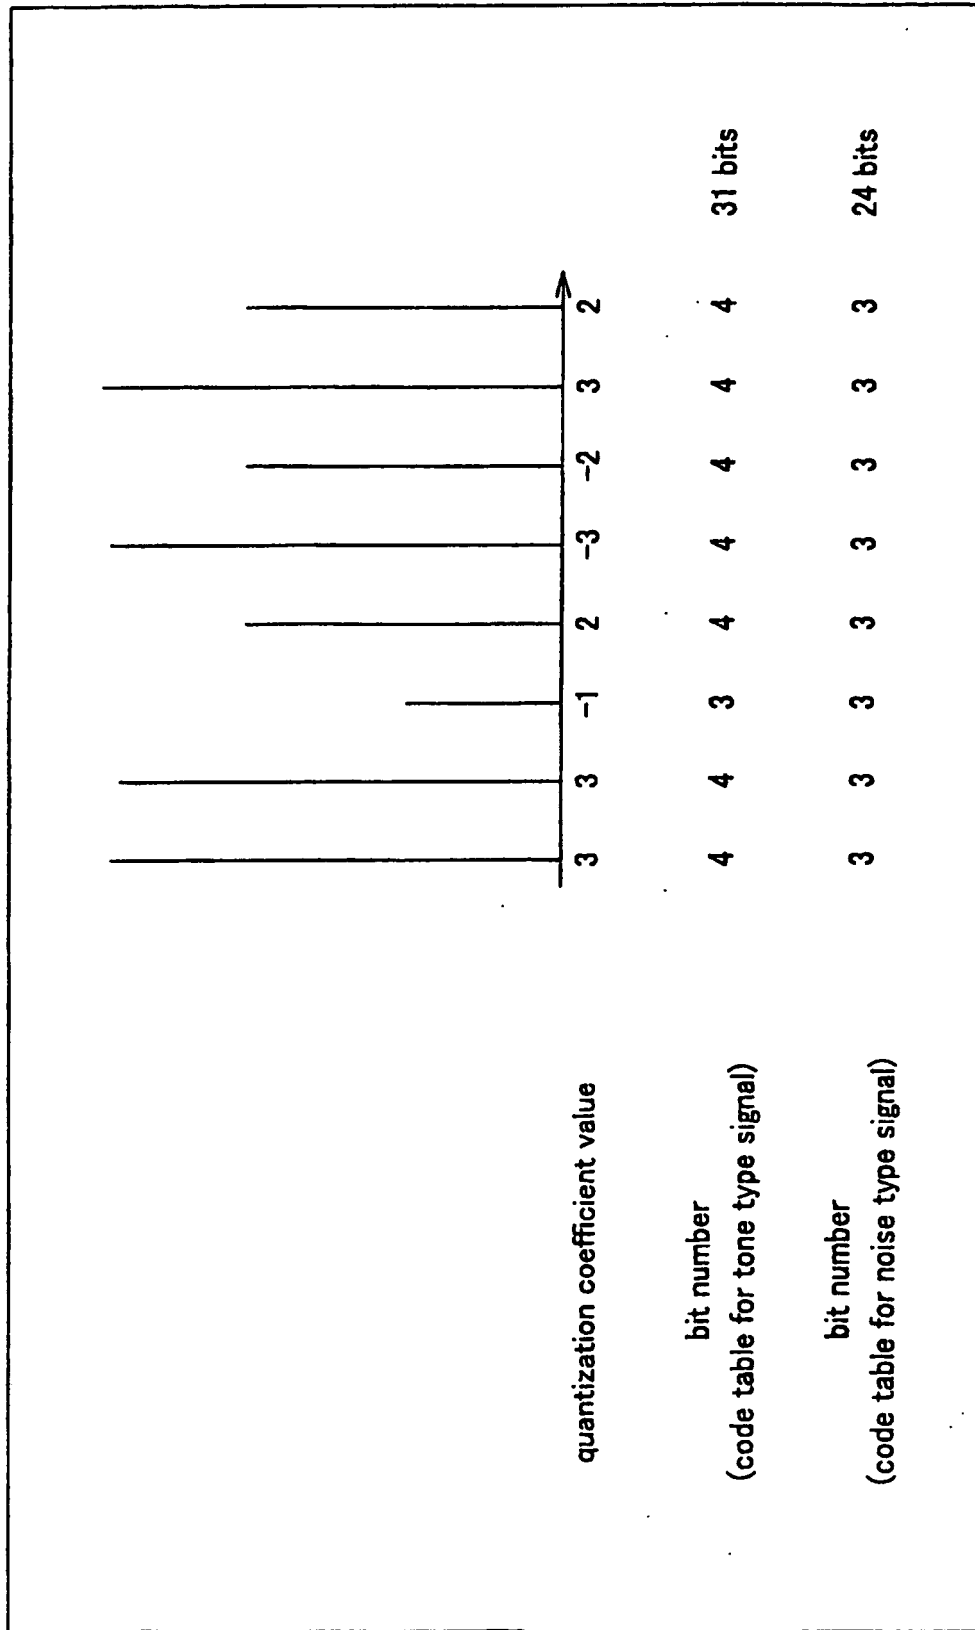 quantization coefficient value 3 3 -1 2 -3 -2 3 2
bit number
(code table for tone type signal) 4 4 3 4 4 4 4 4 31 bits
bit number
(code table for noise type signal) 3 3 3 3 3 3 3 3 24 bits